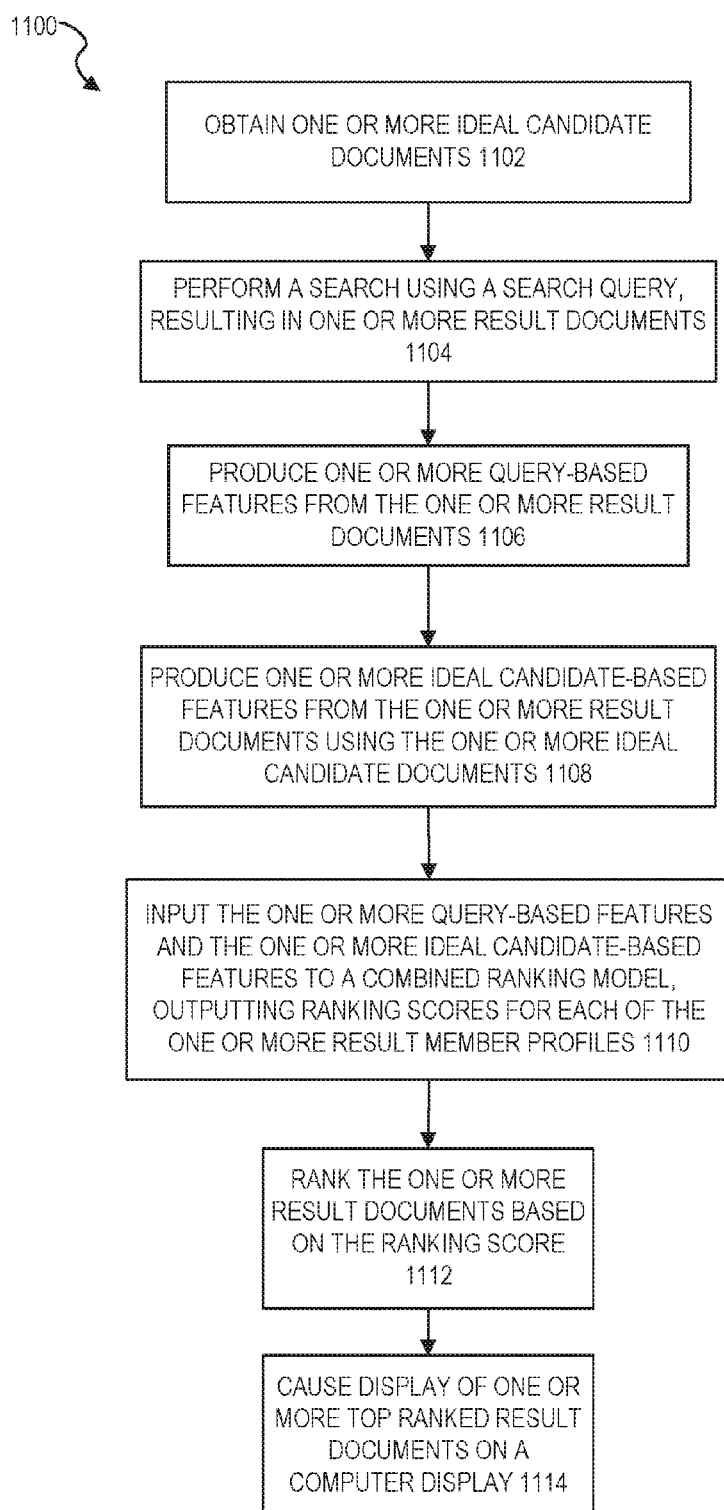 1100
OBTAIN ONE OR MORE IDEAL CANDIDATE
DOCUMENTS 1102
PERFORM A SEARCH USING A SEARCH QUERY,
RESULTING IN ONE OR MORE RESULT DOCUMENTS
1104
PRODUCE ONE OR MORE QUERY-BASED
FEATURES FROM THE ONE OR MORE RESULT
DOCUMENTS 1106
PRODUCE ONE OR MORE IDEAL CANDIDATE-BASED
FEATURES FROM THE ONE OR MORE RESULT
DOCUMENTS USING THE ONE OR MORE IDEAL
CANDIDATE DOCUMENTS 1108
INPUT THE ONE OR MORE QUERY-BASED FEATURES
AND THE ONE OR MORE IDEAL CANDIDATE-BASED
FEATURES TO A COMBINED RANKING MODEL,
OUTPUTTING RANKING SCORES FOR EACH OF THE
ONE OR MORE RESULT MEMBER PROFILES 1110
RANK THE ONE OR MORE
RESULT DOCUMENTS BASED
ON THE RANKING SCORE
1112
CAUSE DISPLAY OF ONE OR
MORE TOP RANKED RESULT
DOCUMENTS ON A
COMPUTER DISPLAY 1114